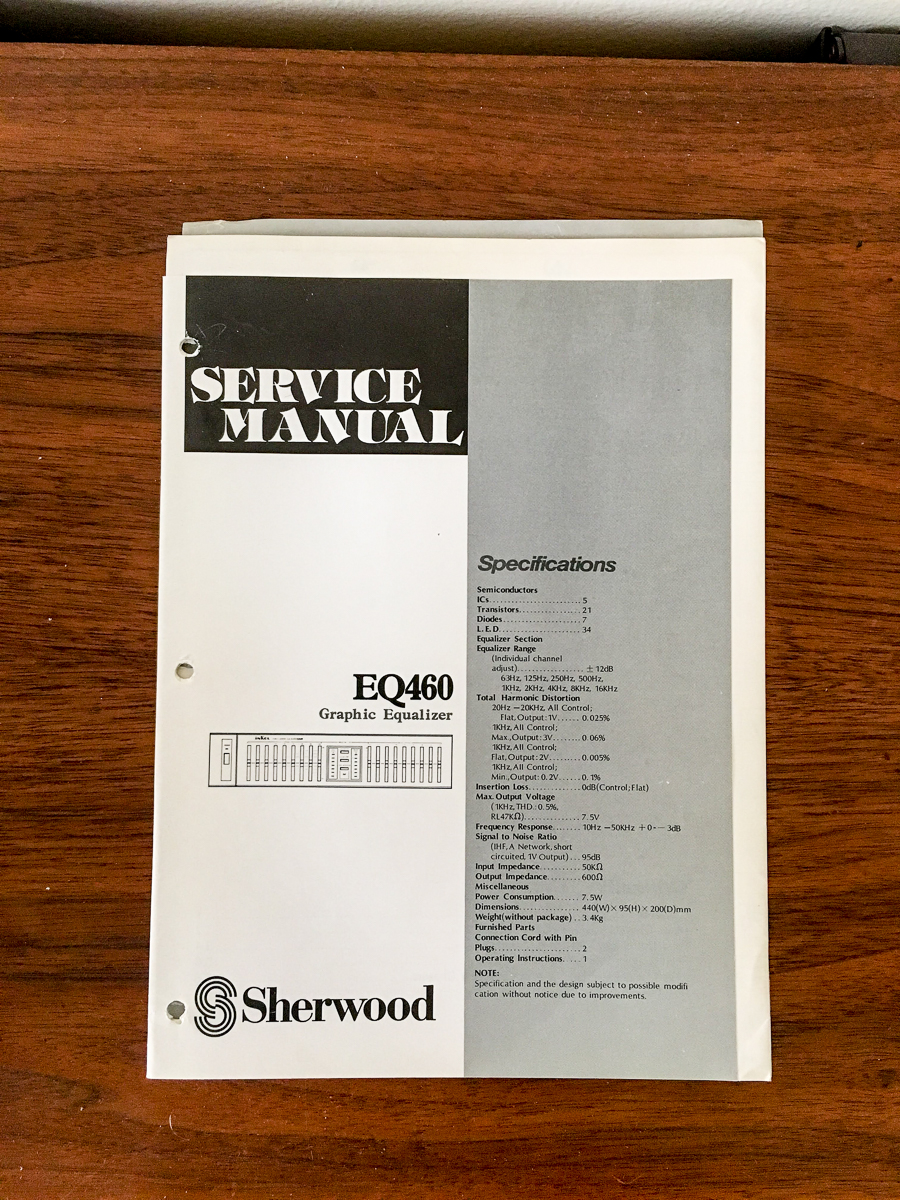 SERVICE
MANUAL
EQ460
Graphic Equalizer
Sherwood
Specifications
Semiconductors
ICs.........................5
Transistors.................21
Diodes......................7
L.E.D.......................34
Equalizer Section
Equalizer Range
(Individual channel
adjust)..................± 12dB
63Hz, 125Hz, 250Hz, 500Hz,
1KHz, 2KHz, 4KHz, 8KHz, 16KHz
Total Harmonic Distortion
20Hz —20KHz, All Control;
Flat, Output: 1V......0.025%
1KHz, All Control;
Max., Output: 3V........0.06%
1KHz, All Control;
Flat, Output: 2V.........0.005%
1KHz, All Control;
Min., Output: 0.2V......0.1%
Insertion Loss..............0dB(Control; Flat)
Max. Output Voltage
(1KHz, THD.: 0.5%,
RL47KΩ)...............7.5V
Frequency Response........10Hz —50KHz +0-— 3dB
Signal to Noise Ratio
(IHF, A Network, short
circuited, 1V Output)...95dB
Input Impedance...........50KΩ
Output Impedance.........600Ω
Miscellaneous
Power Consumption.......7.5W
Dimensions................440(W)×95(H)×200(D)mm
Weight(without package)..3.4Kg
Furnished Parts
Connection Cord with Pin
Plugs.......................2
Operating Instructions.....1
NOTE:
Specification and the design subject to possible modifi
cation without notice due to improvements.